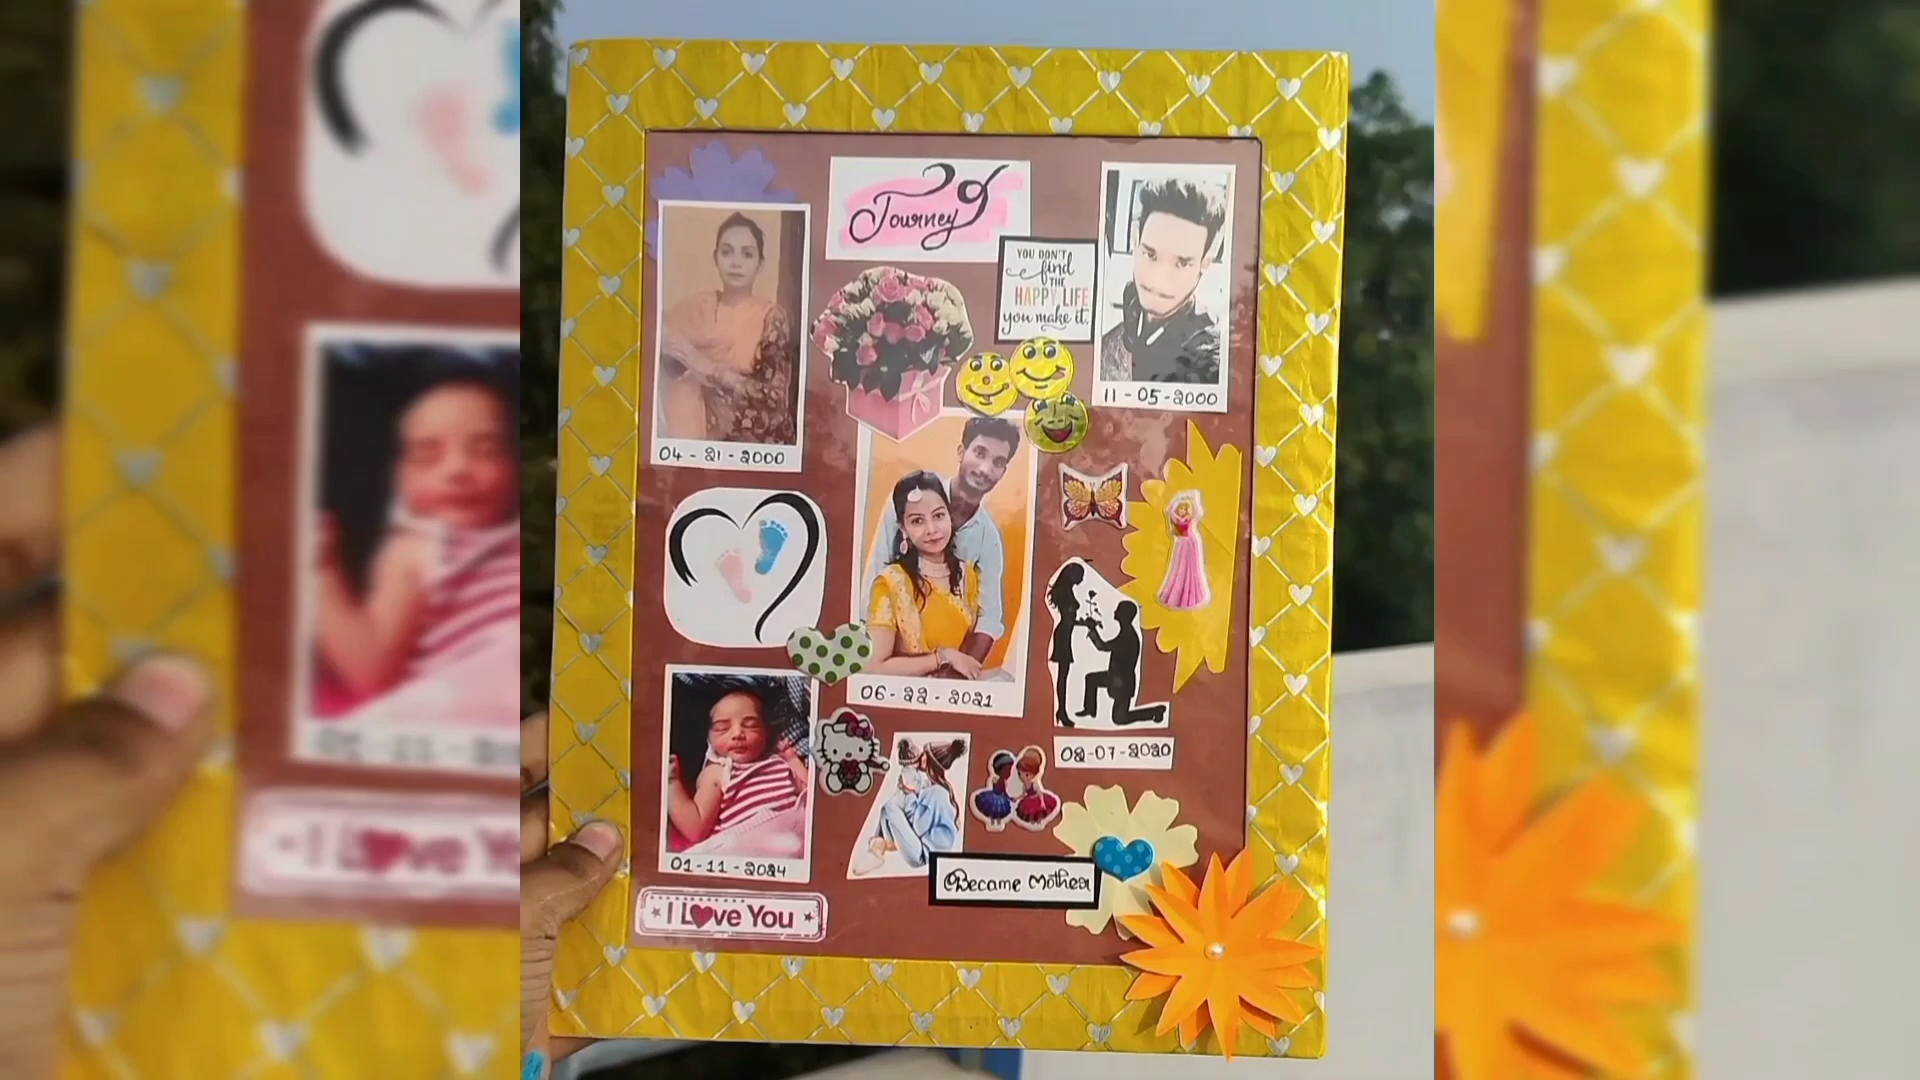 Journey
YOU DON'T
find
THE
HAPPY LIFE
you make it.
11-05-2000
04-21-2000
06-22-2021
02-07-2020
01-11-2024
Became Mother
I Love You